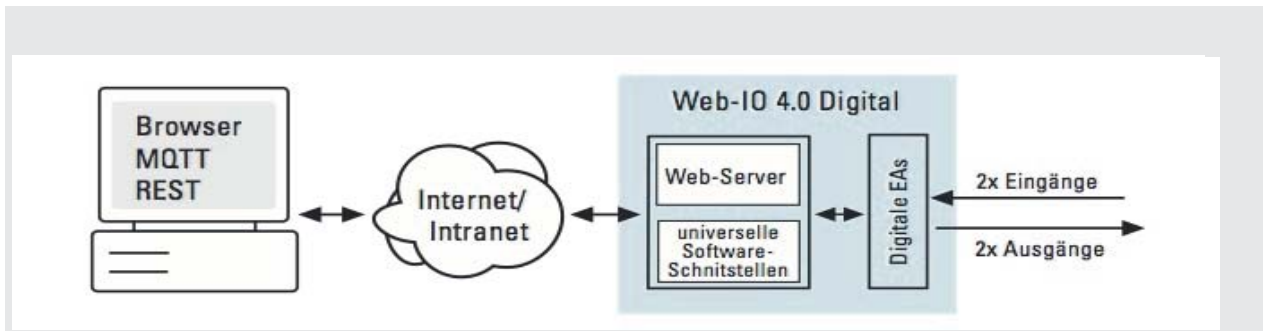 Browser
MQTT
REST
Internet/
Intranet
Web-IO 4.0 Digital
Web-Server
universelle
Software-
Schnitstellen
Digitale EAs
2x Eingänge
2x Ausgänge